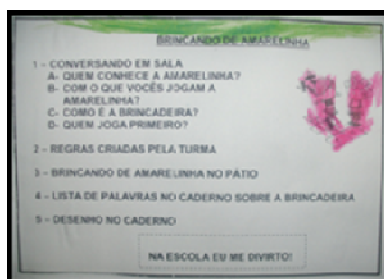 BRINCANDO DE AMARELINHA
1 - CONVERSANDO EM SALA
A- QUEM CONHECE A AMARELINHA?
B- COM O QUE VOCÊS JOGAM A
AMARELINHA?
C- COMO É A BRINCADEIRA?
D- QUEM JOGA PRIMEIRO?
2 - REGRAS CRIADAS PELA TURMA
3 - BRINCANDO DE AMARELINHA NO PÁTIO
4 - LISTA DE PALAVRAS NO CADERNO SOBRE A BRINCADEIRA
5 - DESENHO NO CADERNO
NA ESCOLA EU ME DIVIRTO!